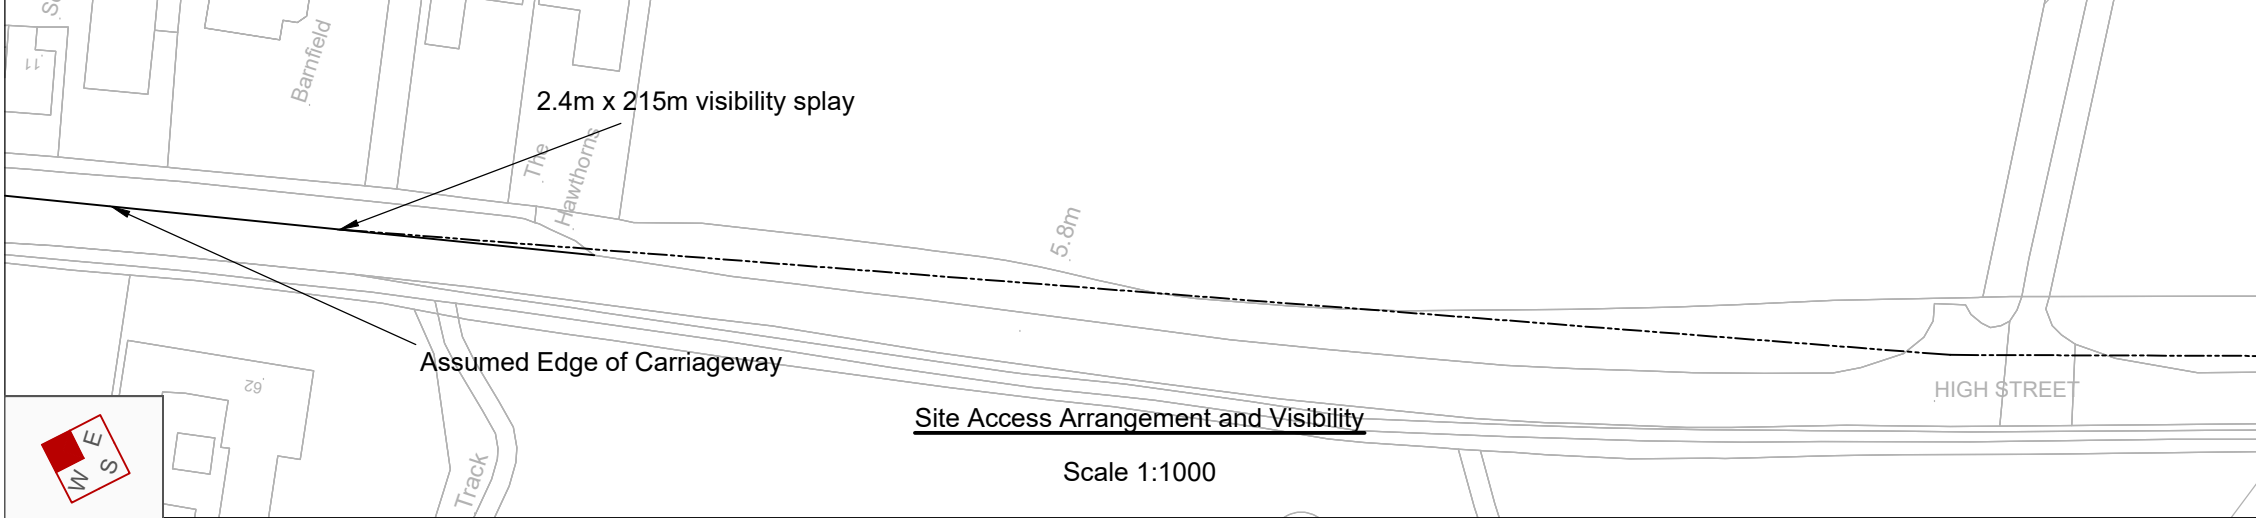 11
Barnfield
2.4m x 215m visibility splay
The
Hawthorns
5.8m
Assumed Edge of Carriageway
62
HIGH STREET
Site Access Arrangement and Visibility
Scale 1:1000
Track
E
S
W